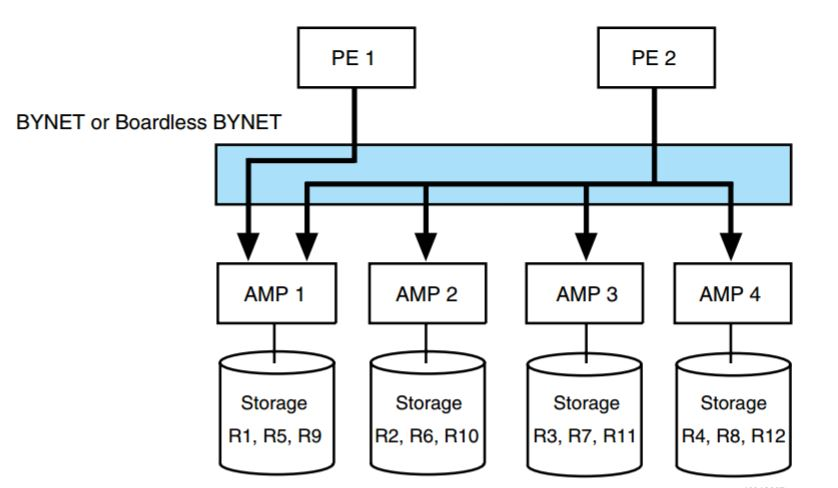 PE 1
PE 2
BYNET or Boardless BYNET
AMP 1
AMP 2
AMP 3
AMP 4
Storage
R1, R5, R9
Storage
R2, R6, R10
Storage
R3, R7, R11
Storage
R4, R8, R12